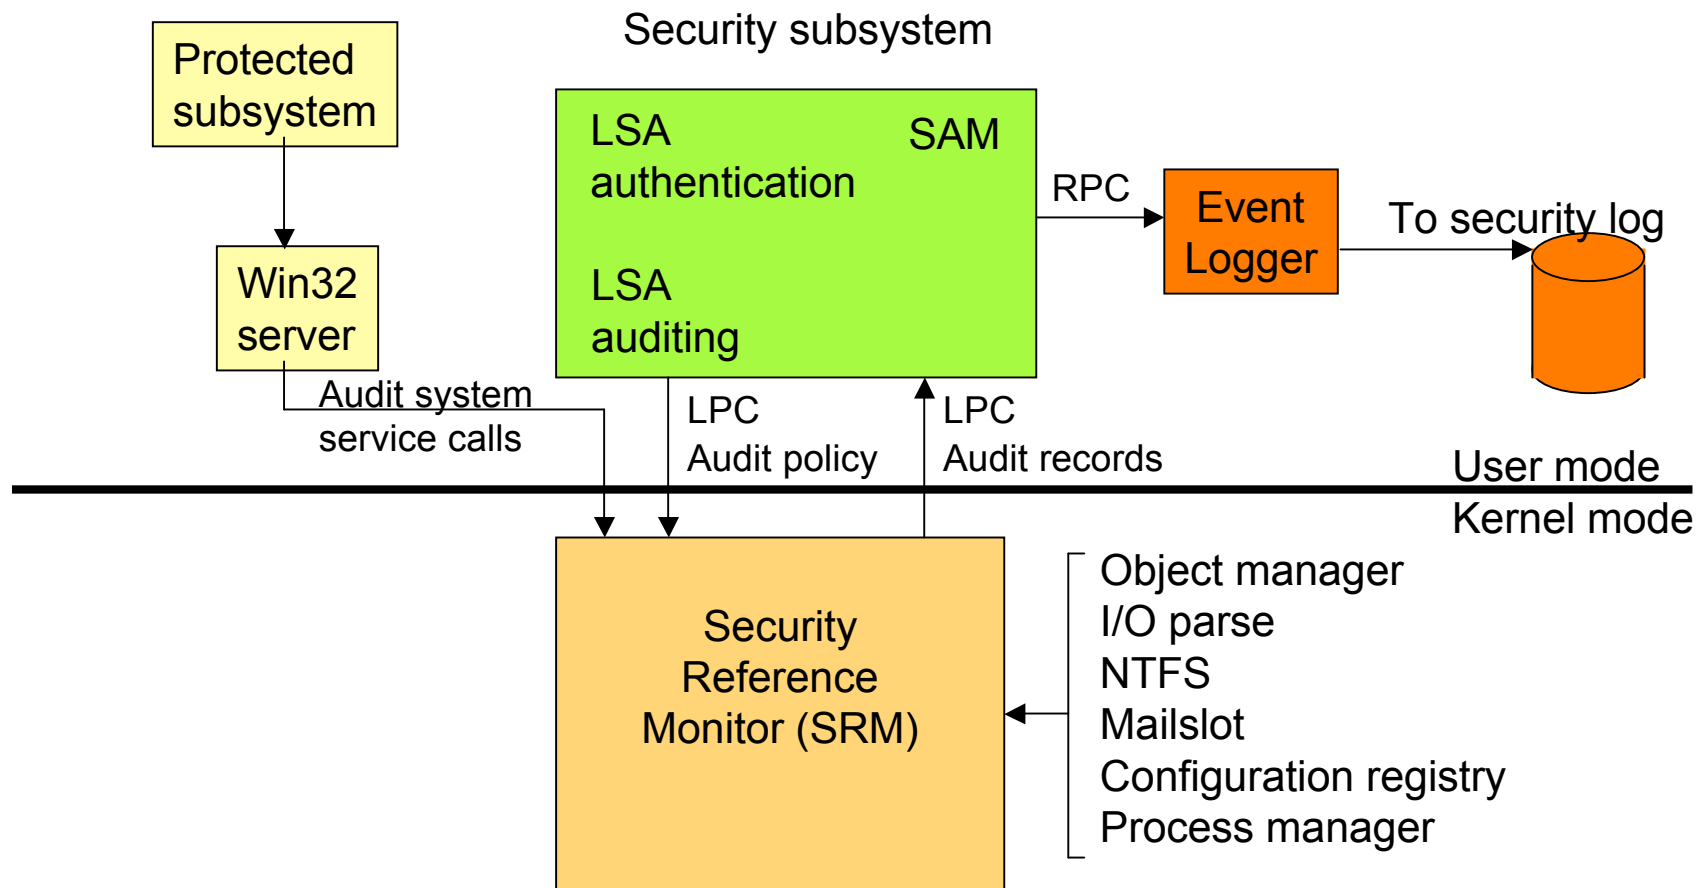 Security subsystem
Protected
subsystem
LSA
authentication
SAM
RPC
Event
Logger
To security log
Win32
server
LSA
auditing
Audit system
service calls
LPC
Audit policy
LPC
Audit records
User mode
Kernel mode
Security
Reference
Monitor (SRM)
Object manager
I/O parse
NTFS
Mailslot
Configuration registry
Process manager